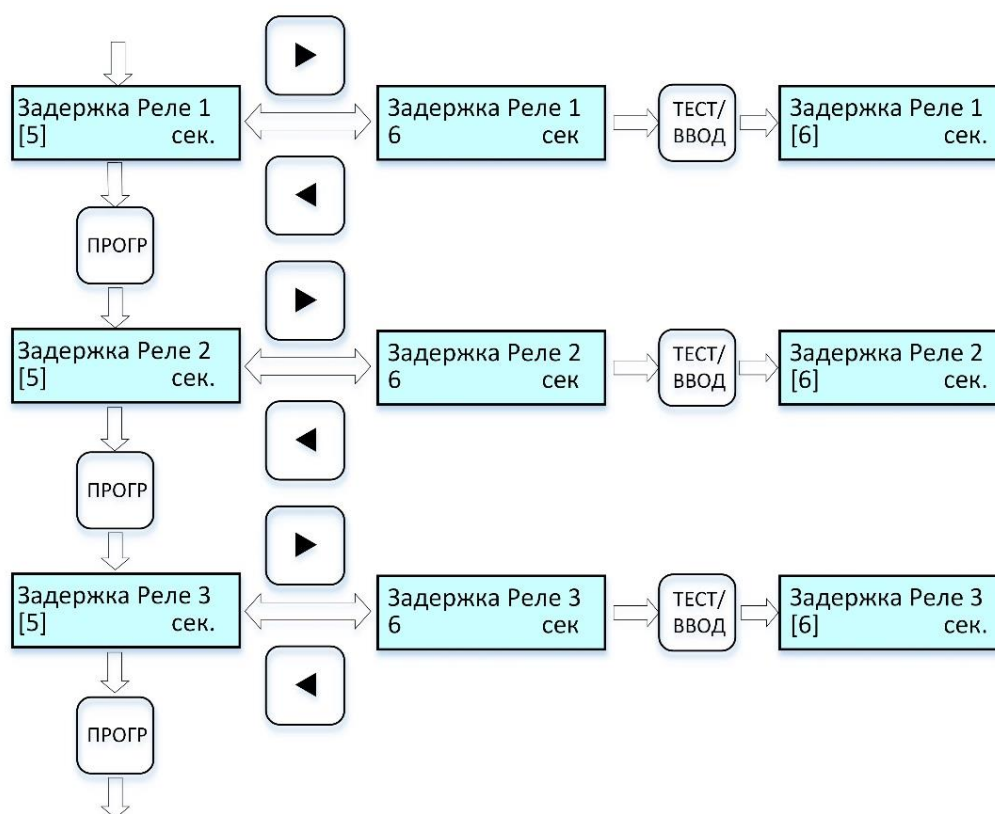 Задержка Реле 1
[5] сек.
Задержка Реле 1
6 сек
ТЕСТ/
ВВОД
Задержка Реле 1
[6] сек.
ПРОГР
Задержка Реле 2
[5] сек.
Задержка Реле 2
6 сек
ТЕСТ/
ВВОД
Задержка Реле 2
[6] сек.
ПРОГР
Задержка Реле 3
[5] сек.
Задержка Реле 3
6 сек
ТЕСТ/
ВВОД
Задержка Реле 3
[6] сек.
ПРОГР